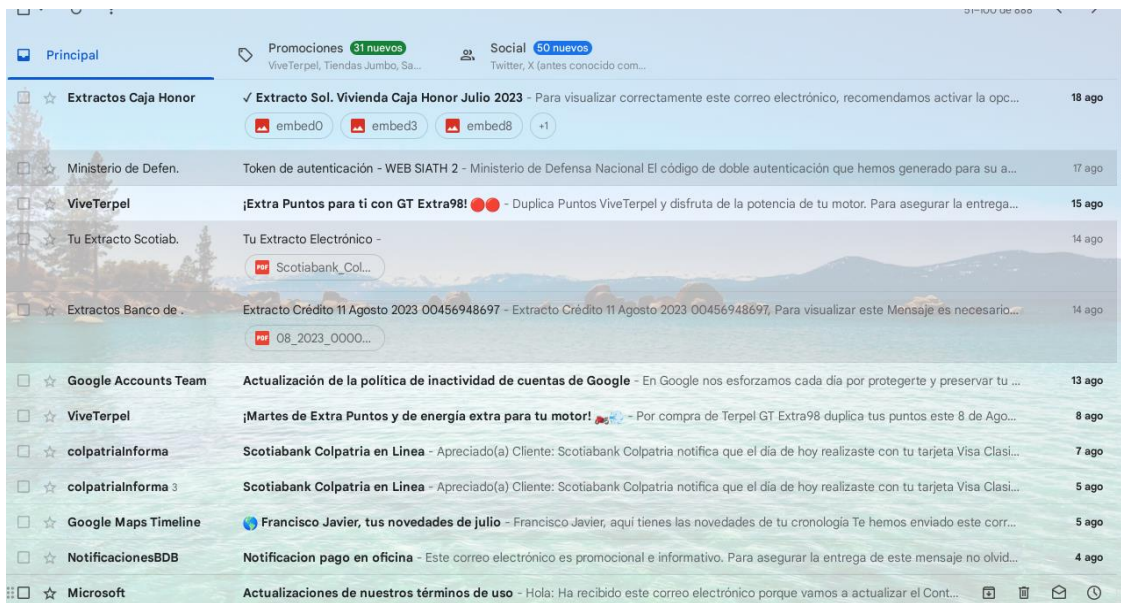 51–100 de 888
Principal
Promociones 31 nuevos
ViveTerpel, Tiendas Jumbo, Sa...
Social 50 nuevos
Twitter, X (antes conocido com...
Extractos Caja Honor ✓ Extracto Sol. Vivienda Caja Honor Julio 2023 - Para visualizar correctamente este correo electrónico, recomendamos activar la opc... 18 ago
embed0 embed3 embed8 +1
Ministerio de Defen. Token de autenticación - WEB SIATH 2 - Ministerio de Defensa Nacional El código de doble autenticación que hemos generado para su a... 17 ago
ViveTerpel ¡Extra Puntos para ti con GT Extra98! 🔴🔴 - Duplica Puntos ViveTerpel y disfruta de la potencia de tu motor. Para asegurar la entrega... 15 ago
Tu Extracto Scotiab. Tu Extracto Electrónico - 14 ago
PDF Scotiabank_Col...
Extractos Banco de . Extracto Crédito 11 Agosto 2023 00456948697 - Extracto Crédito 11 Agosto 2023 00456948697, Para visualizar este Mensaje es necesario... 14 ago
PDF 08_2023_0000...
Google Accounts Team Actualización de la política de inactividad de cuentas de Google - En Google nos esforzamos cada día por protegerte y preservar tu ... 13 ago
ViveTerpel ¡Martes de Extra Puntos y de energía extra para tu motor! 🏍️💨 - Por compra de Terpel GT Extra98 duplica tus puntos este 8 de Ago... 8 ago
colpatriaInforma Scotiabank Colpatria en Linea - Apreciado(a) Cliente: Scotiabank Colpatria notifica que el día de hoy realizaste con tu tarjeta Visa Clasi... 7 ago
colpatriaInforma 3 Scotiabank Colpatria en Linea - Apreciado(a) Cliente: Scotiabank Colpatria notifica que el día de hoy realizaste con tu tarjeta Visa Clasi... 5 ago
Google Maps Timeline 🌎 Francisco Javier, tus novedades de julio - Francisco Javier, aquí tienes las novedades de tu cronología Te hemos enviado este corr... 5 ago
NotificacionesBDB Notificacion pago en oficina - Este correo electrónico es promocional e informativo. Para asegurar la entrega de este mensaje no olvid... 4 ago
Microsoft Actualizaciones de nuestros términos de uso - Hola: Ha recibido este correo electrónico porque vamos a actualizar el Cont...